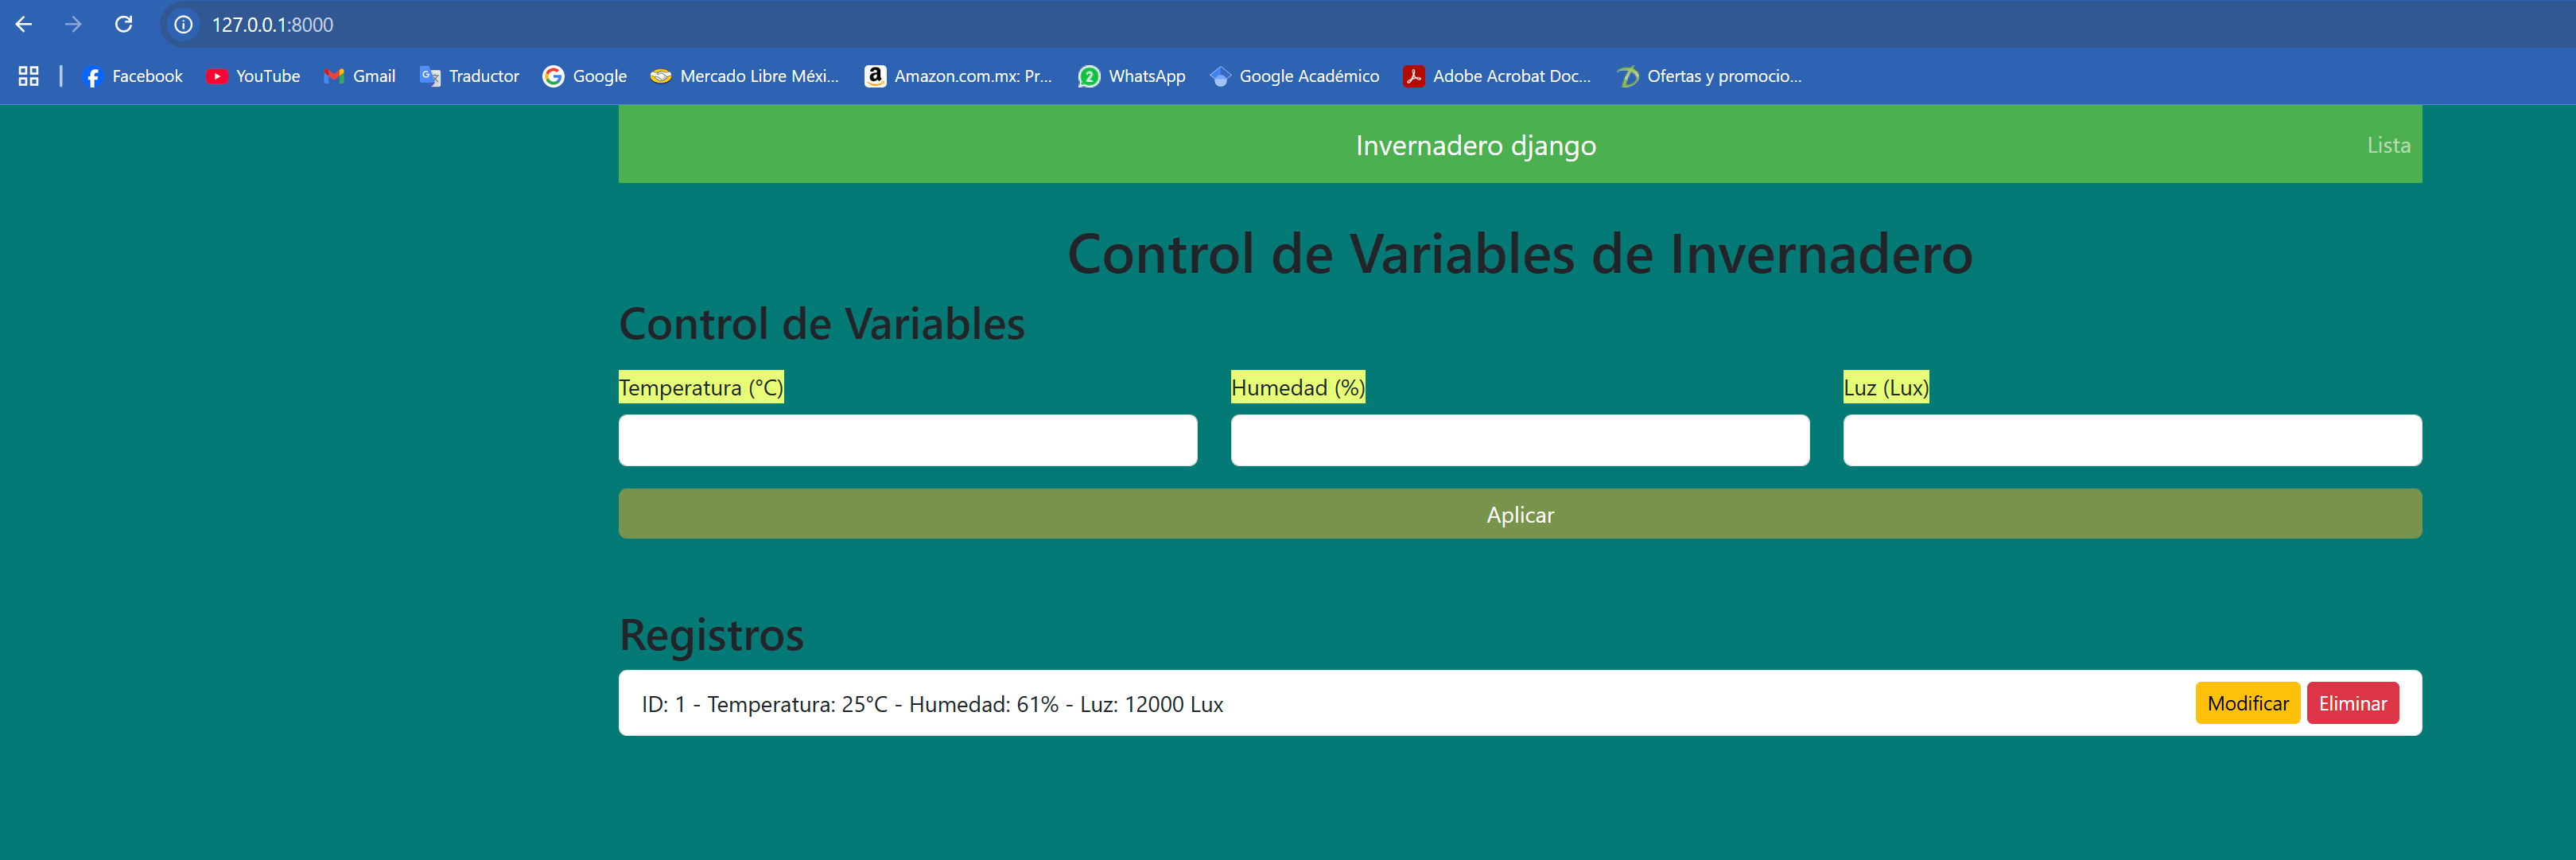 127.0.0.1:8000
Facebook YouTube Gmail Traductor Google Mercado Libre Méxi... Amazon.com.mx: Pr... WhatsApp Google Académico Adobe Acrobat Doc... Ofertas y promocio...
Invernadero django Lista
Control de Variables de Invernadero
Control de Variables
Temperatura (°C) Humedad (%) Luz (Lux)
Aplicar
Registros
ID: 1 - Temperatura: 25°C - Humedad: 61% - Luz: 12000 Lux Modificar Eliminar